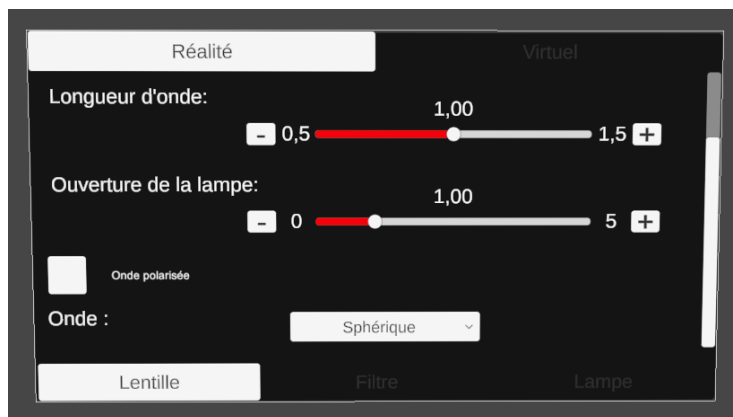 Réalité Virtuel
Longueur d'onde:
1,00
- 0,5 1,5 +
Ouverture de la lampe:
1,00
- 0 5 +
Onde polarisée
Onde : Sphérique
Lentille Filtre Lampe